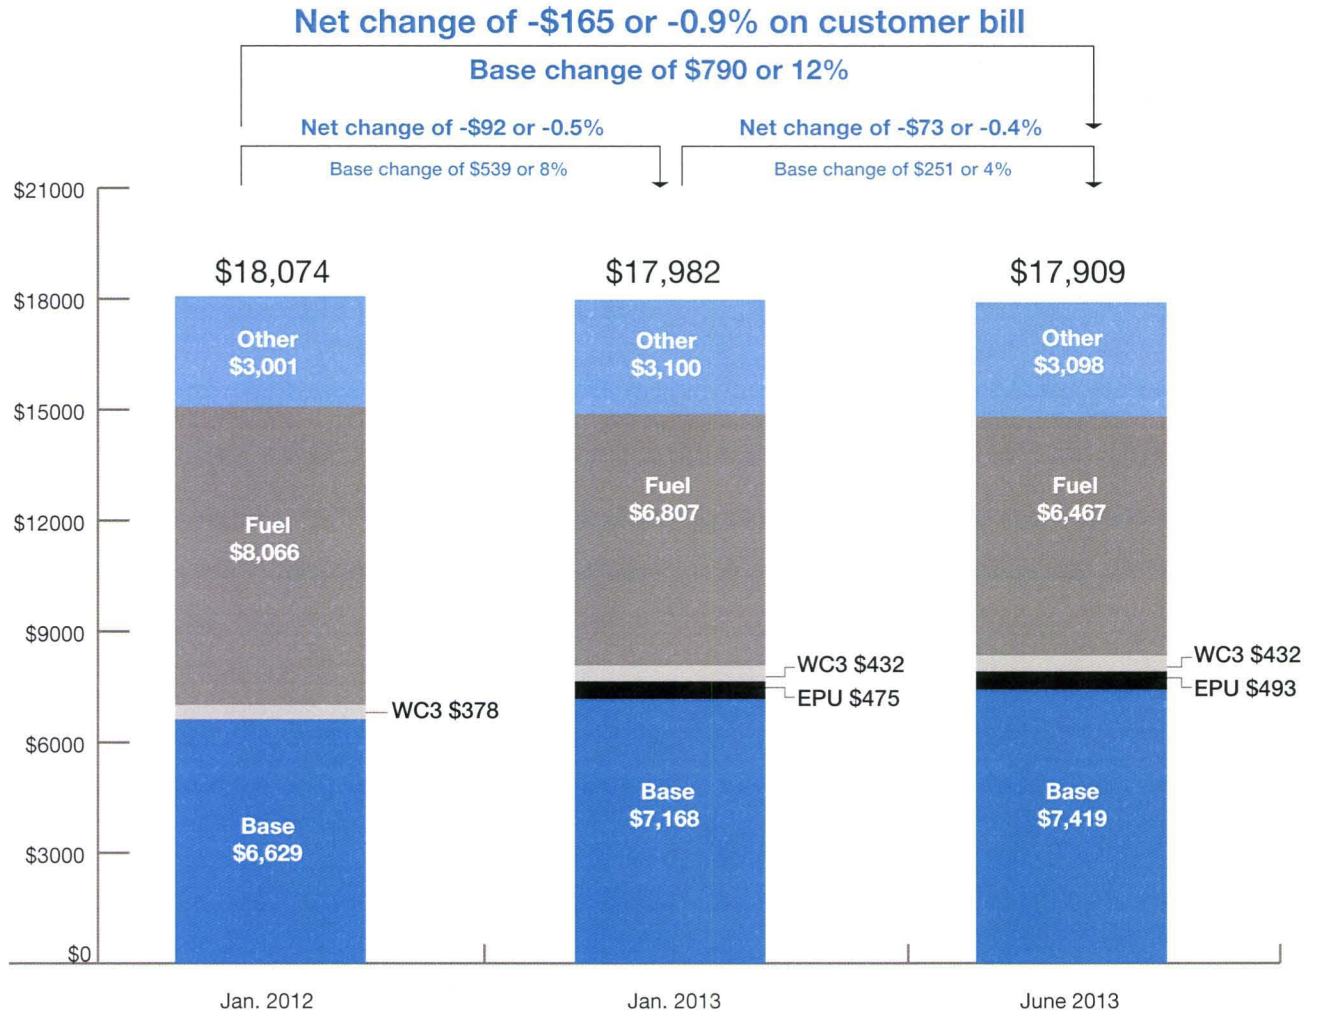 Net change of -$165 or -0.9% on customer bill
Base change of $790 or 12%
Net change of -$92 or -0.5%
Net change of -$73 or -0.4%
Base change of $539 or 8%
Base change of $251 or 4%
$21000
$18000
$15000
$12000
$9000
$6000
$3000
$0
$18,074
Other
$3,001
Fuel
$8,066
WC3 $378
Base
$6,629
Jan. 2012
$17,982
Other
$3,100
Fuel
$6,807
WC3 $432
EPU $475
Base
$7,168
Jan. 2013
$17,909
Other
$3,098
Fuel
$6,467
WC3 $432
EPU $493
Base
$7,419
June 2013